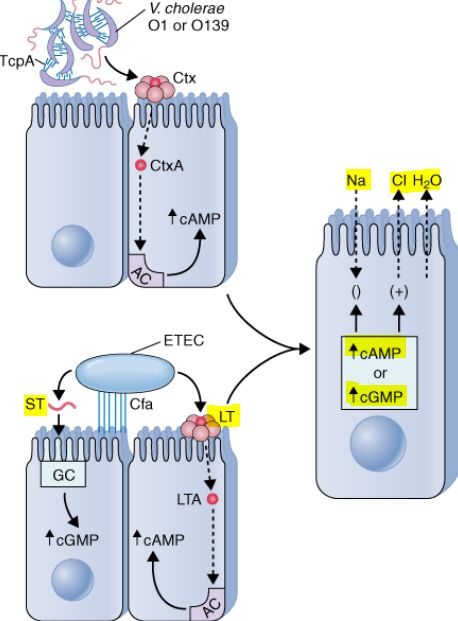 V. cholerae
O1 or O139
TcpA
Ctx
CtxA
↑cAMP
AC
Na Cl H₂O
() (+)
↑cAMP
or
↑cGMP
ETEC
ST
Cfa
LT
GC
LTA
↑cGMP
↑cAMP
AC